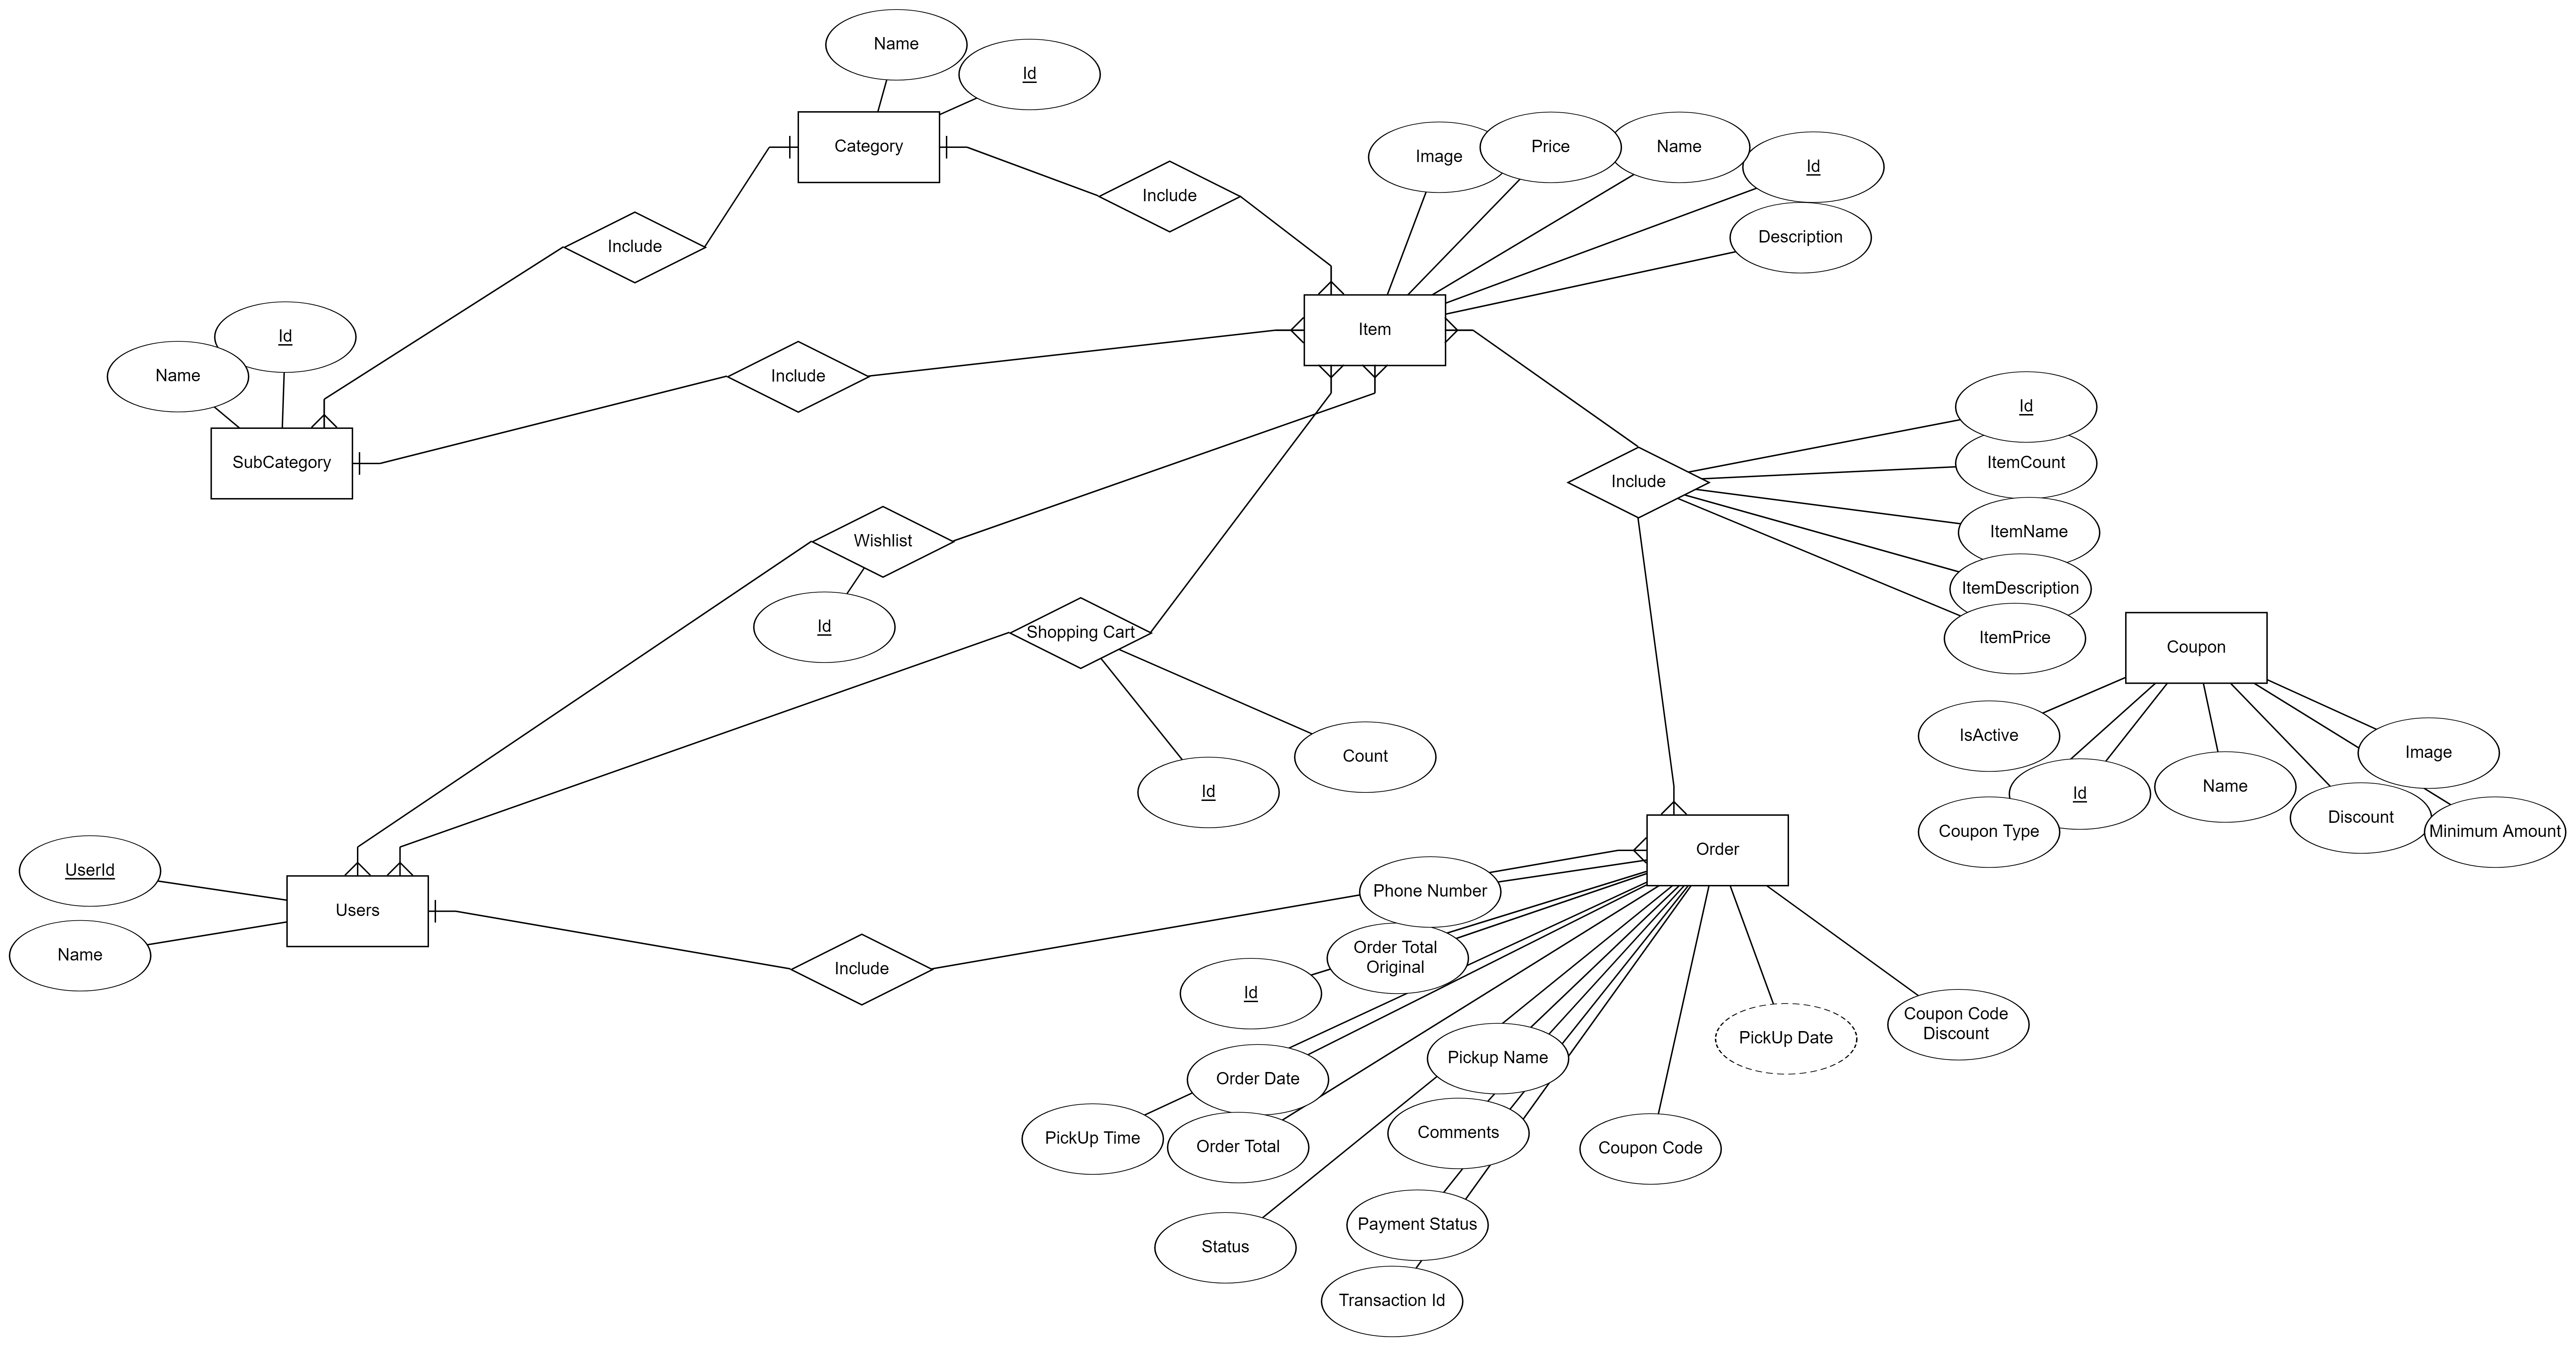 Name
Id
Category
Include
Include
Image
Price
Name
Id
Description
Item
Id
Name
SubCategory
Include
Id
ItemCount
Include
ItemName
ItemDescription
ItemPrice
Wishlist
Id
Shopping Cart
Id
Count
Coupon
IsActive
Id
Coupon Type
Name
Discount
Image
Minimum Amount
UserId
Name
Users
Include
Order
Phone Number
Order Total
Original
Id
Order Date
PickUp Time
Order Total
Pickup Name
Comments
Status
Payment Status
Transaction Id
Coupon Code
PickUp Date
Coupon Code
Discount